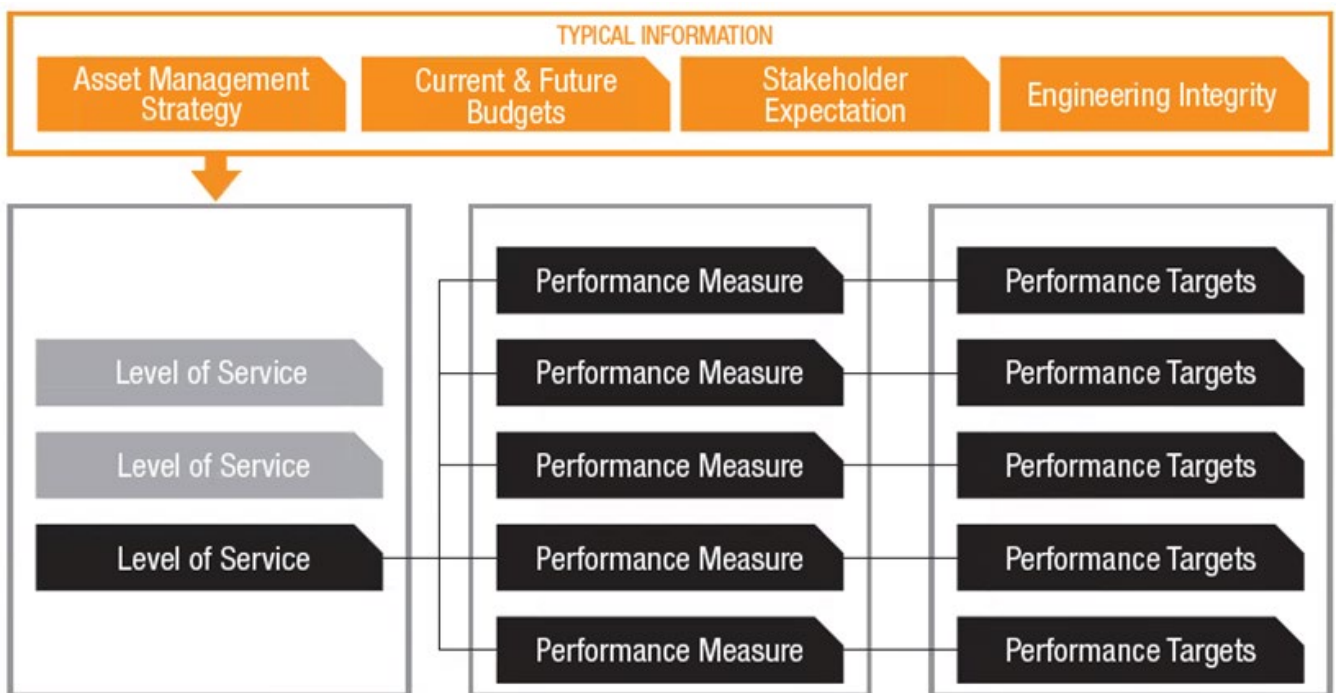 TYPICAL INFORMATION
Asset Management
Strategy
Current & Future
Budgets
Stakeholder
Expectation
Engineering Integrity
Level of Service
Level of Service
Level of Service
Performance Measure
Performance Measure
Performance Measure
Performance Measure
Performance Measure
Performance Targets
Performance Targets
Performance Targets
Performance Targets
Performance Targets